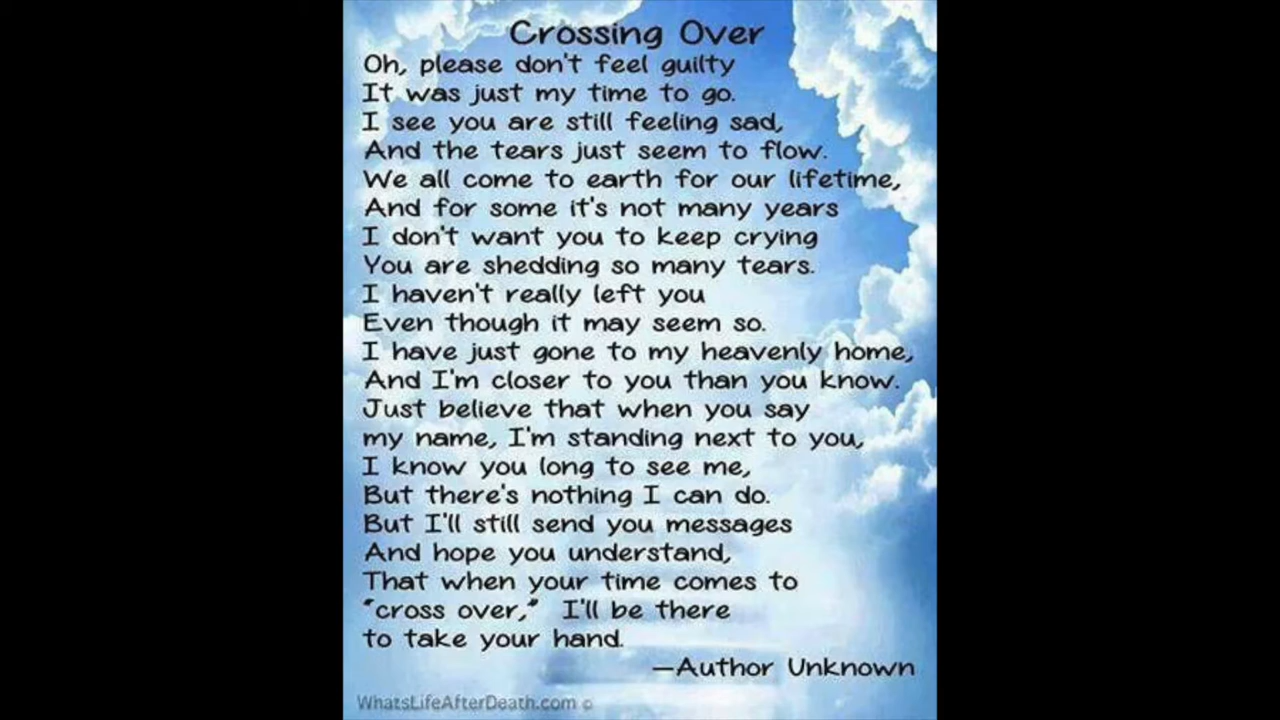 Crossing Over
Oh, please don't feel guilty
It was just my time to go.
I see you are still feeling sad,
And the tears just seem to flow.
We all come to earth for our lifetime,
And for some it's not many years
I don't want you to keep crying
You are shedding so many tears.
I haven't really left you
Even though it may seem so.
I have just gone to my heavenly home,
And I'm closer to you than you know.
Just believe that when you say
my name, I'm standing next to you,
I know you long to see me,
But there's nothing I can do.
But I'll still send you messages
And hope you understand,
That when your time comes to
"cross over," I'll be there
to take your hand.
—Author Unknown
WhatsLifeAfterDeath.com ©